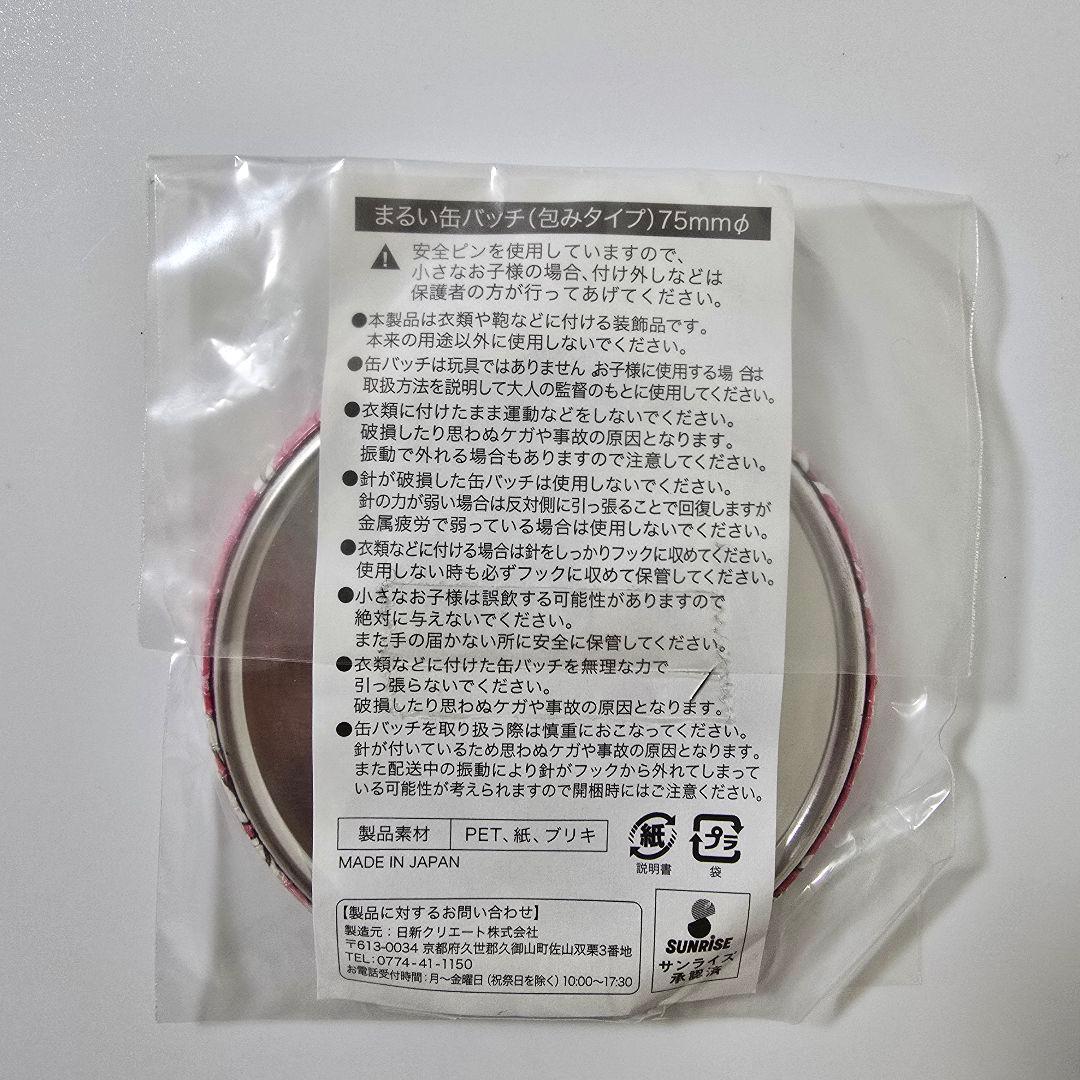 まるい缶バッチ（包みタイプ）75mmφ
安全ピンを使用していますので、
小さなお子様の場合、付け外しなどは
保護者の方が行ってあげてください。
●本製品は衣類や鞄などに付ける装飾品です。
本来の用途以外に使用しないでください。
●缶バッチは玩具ではありません。お子様に使用する場 合は
取扱方法を説明して大人の監督のもとに使用してください。
●衣類に付けたまま運動などをしないでください。
破損したり思わぬケガや事故の原因となります。
振動で外れる場合もありますので注意してください。
●針が破損した缶バッチは使用しないでください。
針の力が弱い場合は反対側に引っ張ることで回復しますが
金属疲労で弱っている場合は使用しないでください。
●衣類などに付ける場合は針をしっかりフックに収めてください。
使用しない時も必ずフックに収めて保管してください。
●小さなお子様は誤飲する可能性がありますので
絶対に与えないでください。
また手の届かない所に安全に保管してください。
●衣類などに付けた缶バッチを無理な力で
引っ張らないでください。
破損したり思わぬケガや事故の原因となります。
●缶バッチを取り扱う際は慎重におこなってください。
針が付いているため思わぬケガや事故の原因となります。
また配送中の振動により針がフックから外れてしまって
いる可能性が考えられますので開梱時にはご注意ください。
製品素材 PET、紙、ブリキ
MADE IN JAPAN
紙
説明書
プラ
袋
【製品に対するお問い合わせ】
製造元：日新クリエート株式会社
〒613-0034 京都府久世郡久御山町佐山双栗3番地
TEL:0774-41-1150
お電話受付時間：月～金曜日（祝祭日を除く）10:00～17:30
SUNRISE
サンライズ
承認済